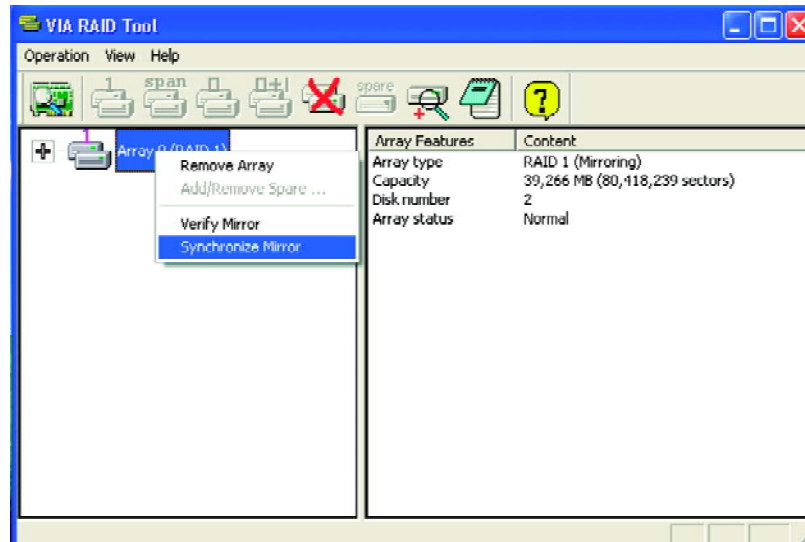 VIA RAID Tool
Operation View Help
1 span spare
Array 0 (RAID 1)
Remove Array
Add/Remove Spare ...
Verify Mirror
Synchronize Mirror
Array Features Content
Array type RAID 1 (Mirroring)
Capacity 39,266 MB (80,418,239 sectors)
Disk number 2
Array status Normal